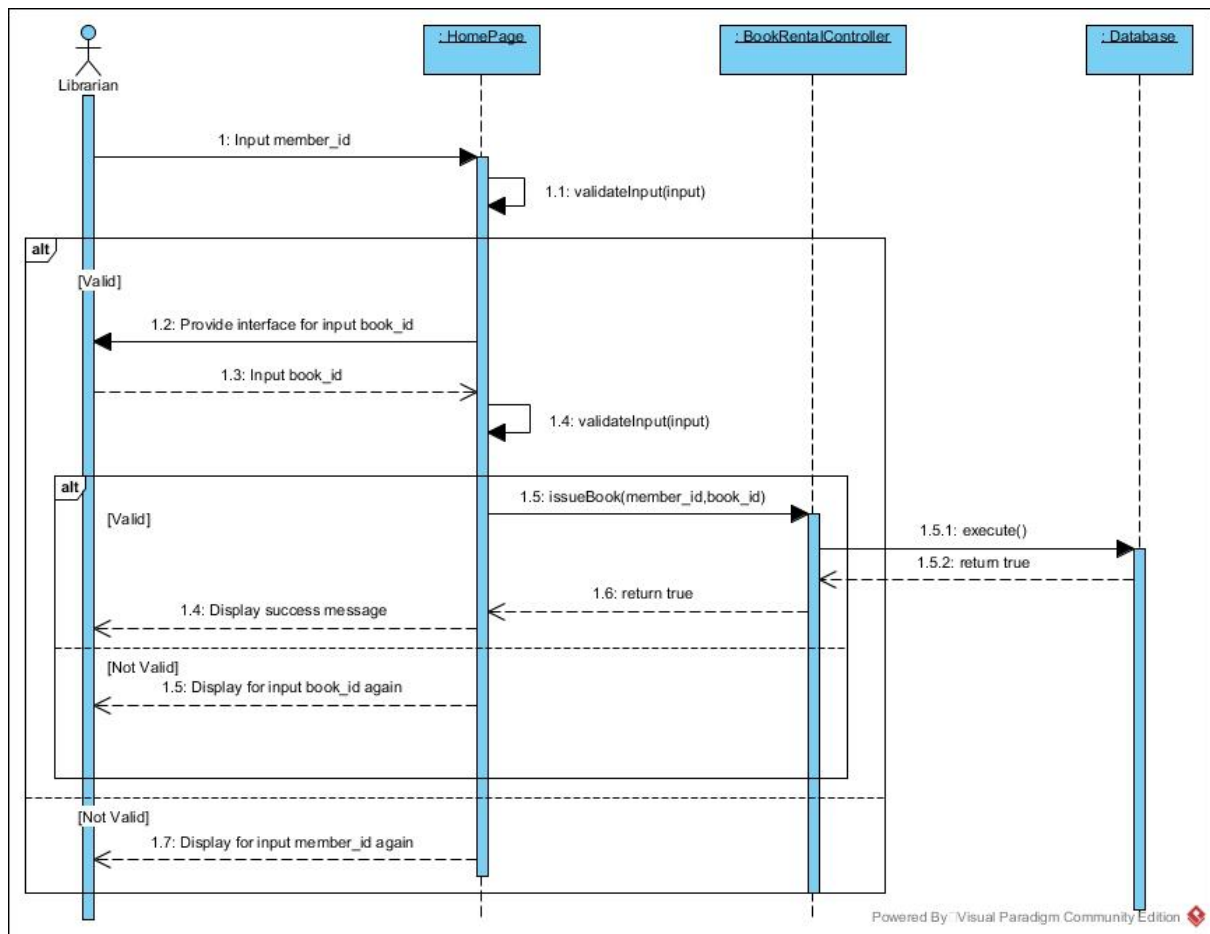 : HomePage
: BookRentalController
: Database
Librarian
1: Input member_id
1.1: validateInput(input)
alt
[Valid]
1.2: Provide interface for input book_id
1.3: Input book_id
1.4: validateInput(input)
alt
1.5: issueBook(member_id,book_id)
[Valid]
1.5.1: execute()
1.5.2: return true
1.6: return true
1.4: Display success message
[Not Valid]
1.5: Display for input book_id again
[Not Valid]
1.7: Display for input member_id again
Powered By Visual Paradigm Community Edition